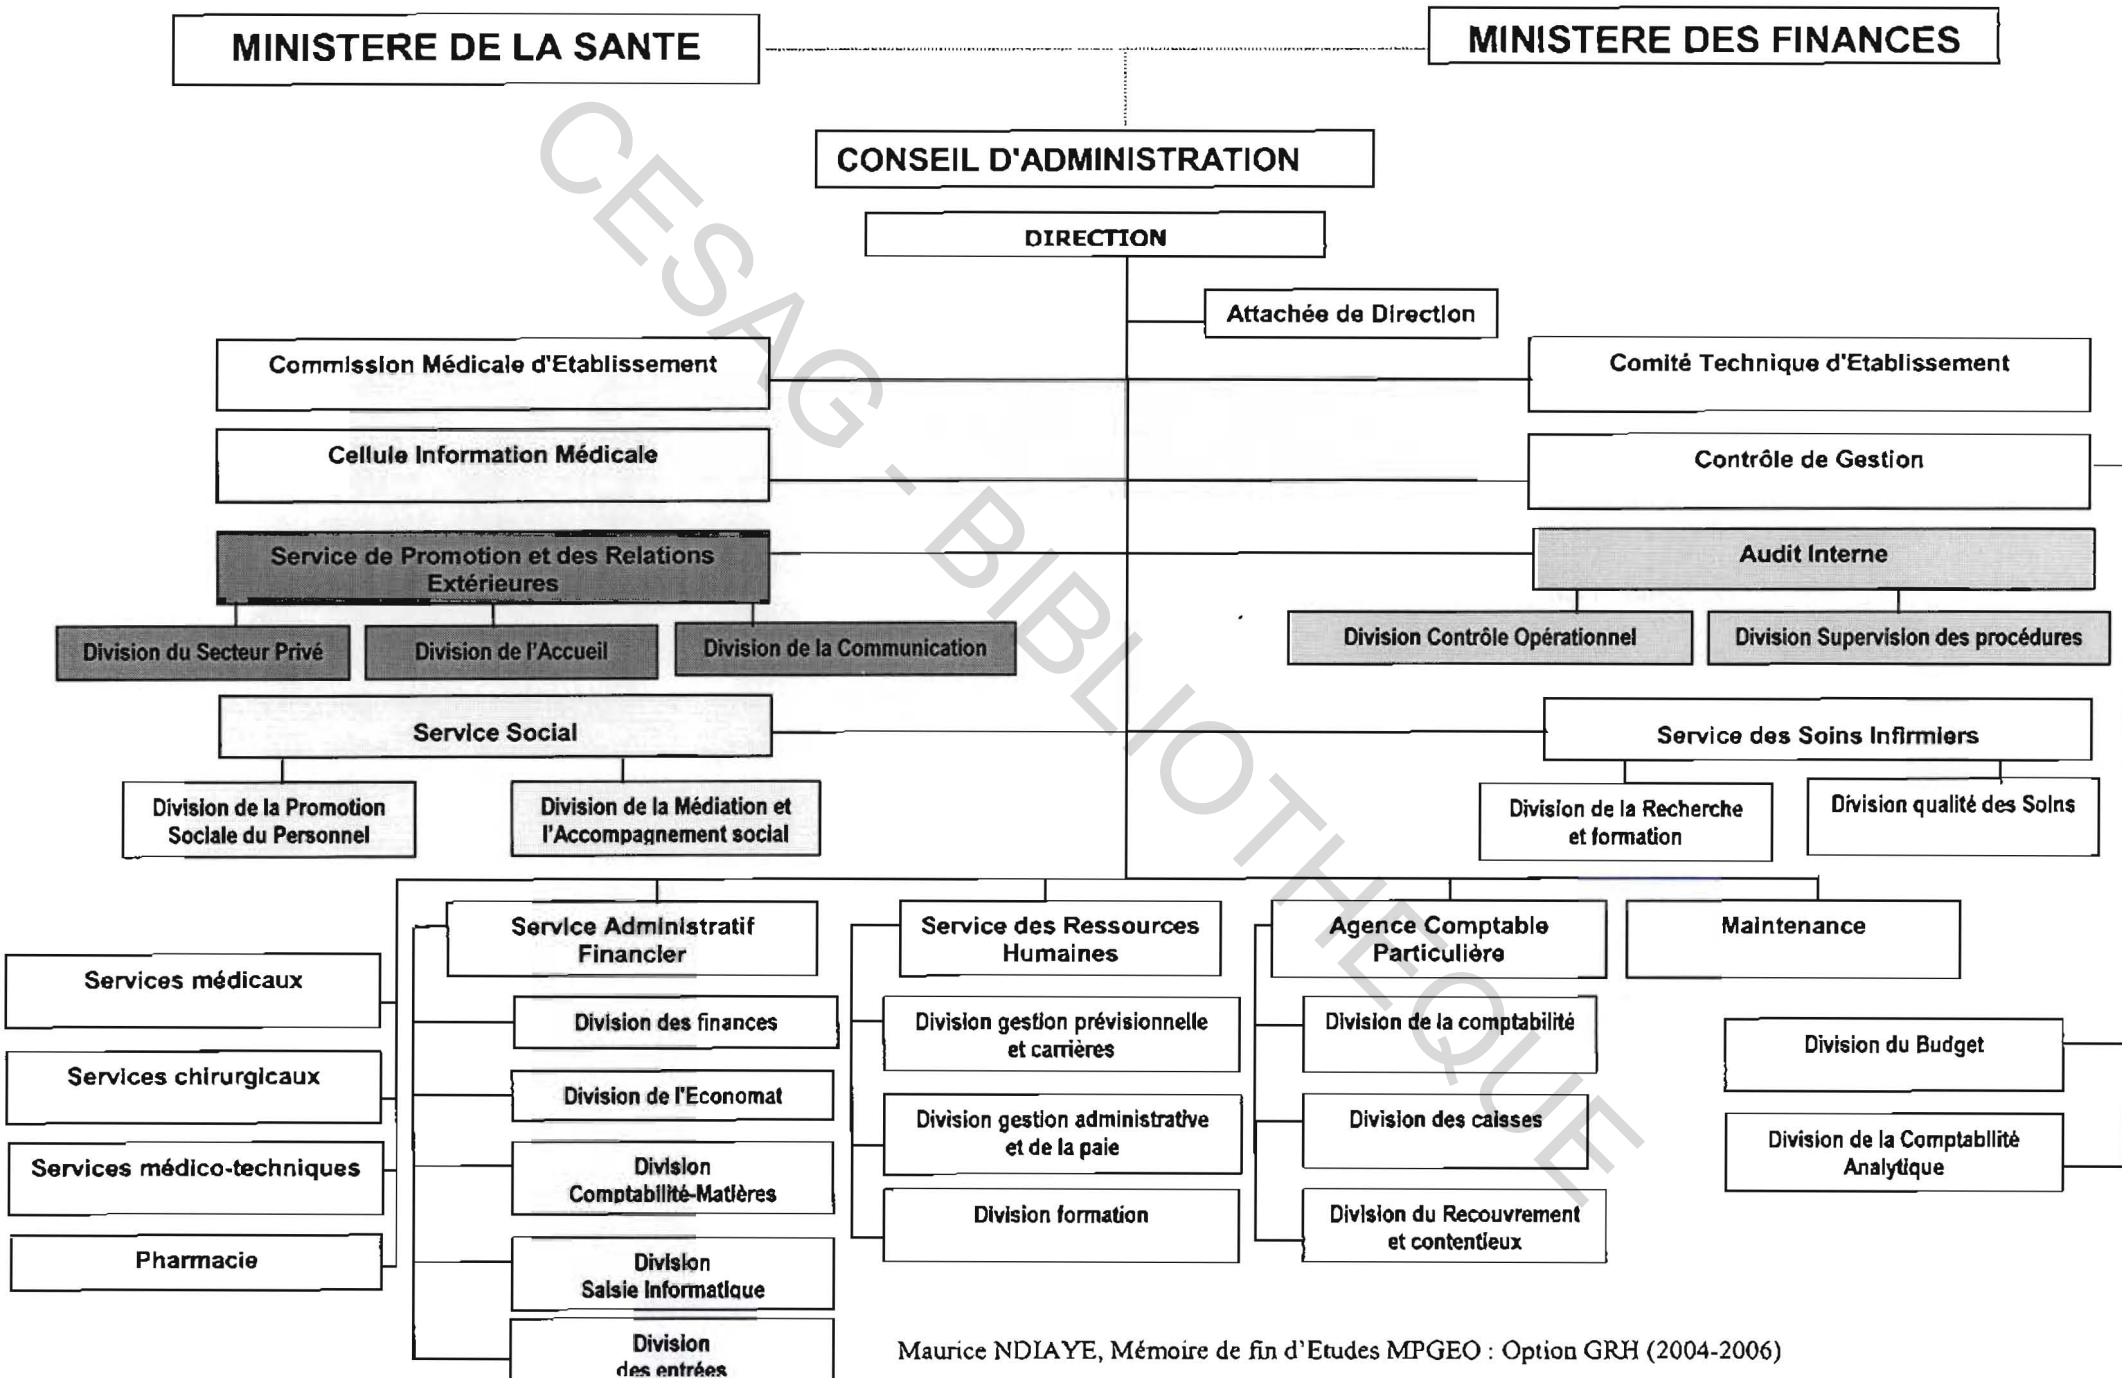 MINISTERE DE LA SANTE
MINISTERE DES FINANCES
CONSEIL D'ADMINISTRATION
DIRECTION
Attachée de Direction
Commission Médicale d'Etablissement
Comité Technique d'Etablissement
Cellule Information Médicale
Contrôle de Gestion
Service de Promotion et des Relations
Extérieures
Audit Interne
Division du Secteur Privé
Division de l'Accueil
Division de la Communication
Division Contrôle Opérationnel
Division Supervision des procédures
Service Social
Service des Soins Infirmiers
Division de la Promotion
Sociale du Personnel
Division de la Médiation et
l'Accompagnement social
Division de la Recherche
et formation
Division qualité des Soins
Service Administratif
Financier
Service des Ressources
Humaines
Agence Comptable
Particulière
Maintenance
Services médicaux
Services chirurgicaux
Services médico-techniques
Pharmacie
Division des finances
Division de l'Economat
Division
Comptabilité-Matières
Division
Saisie Informatique
Division
des entrées
Division gestion prévisionnelle
et carrières
Division gestion administrative
et de la paie
Division formation
Division de la comptabilité
Division des caisses
Division du Recouvrement
et contentieux
Division du Budget
Division de la Comptabilité
Analytique
Maurice NDIAYE, Mémoire de fin d'Etudes MPGEO : Option GRH (2004-2006)
CESAG - BIBLIOTHEQUE